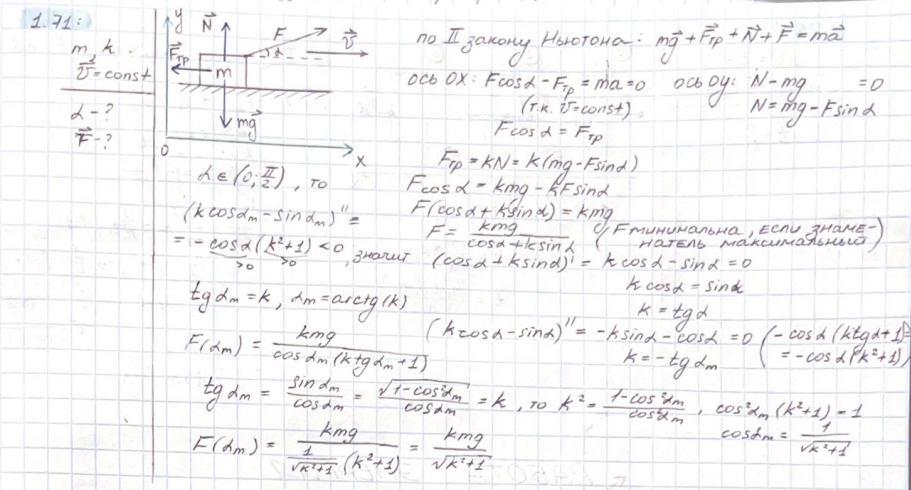 1.71:
m, k
v⃗ = const
α - ?
F⃗ - ?
y
N⃗
F
α
v⃗
F⃗тр
m
mg⃗
0
x
по II закону Ньютона: mg⃗ + F⃗тр + N⃗ + F⃗ = ma⃗
ось OX: Fcosα - Fтр = ma = 0 ось OY: N - mg = 0
(т.к. v⃗ = const) N = mg - Fsinα
Fcosα = Fтр
Fтр = kN = k(mg - Fsinα)
Fcosα = kmg - kFsinα
F(cosα + ksinα) = kmg
F = kmg / (cosα + ksinα) (F минимальна, если знаме-
натель максимальный)
(cosα + ksinα)' = kcosα - sinα = 0
kcosα = sinα
k = tgα
(kcosα - sinα)'' = -ksinα - cosα = 0 (-cosα(ktgα+1) =
k = -tgαm = -cosα(k²+1))
α ∈ (0; π/2), то
(kcosαm - sinαm)'' =
= -cosα(k²+1) < 0, значит
>0 >0
tgαm = k, αm = arctg(k)
F(αm) = kmg / (cosαm(ktgαm+1))
tgαm = sinαm / cosαm = √(1-cos²αm) / cosαm = k, то k² = (1-cos²αm) / cos²αm, cos²αm(k²+1) = 1
cosαm = 1 / √(k²+1)
F(αm) = kmg / (1/√(k²+1) (k²+1)) = kmg / √(k²+1)